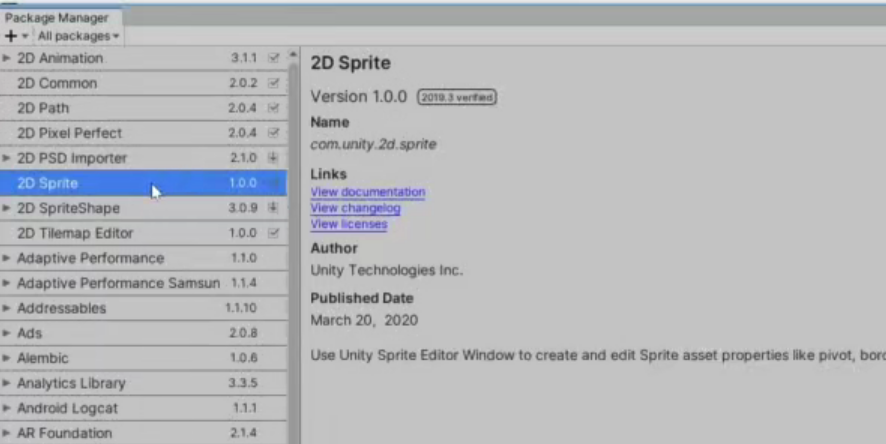 Package Manager
+ All packages
2D Animation 3.1.1
2D Common 2.0.2
2D Path 2.0.4
2D Pixel Perfect 2.0.4
2D PSD Importer 2.1.0
2D Sprite 1.0.0
2D SpriteShape 3.0.9
2D Tilemap Editor 1.0.0
Adaptive Performance 1.1.0
Adaptive Performance Samsun 1.1.4
Addressables 1.1.10
Ads 2.0.8
Alembic 1.0.6
Analytics Library 3.3.5
Android Logcat 1.1.1
AR Foundation 2.1.4
2D Sprite
Version 1.0.0 2019.3 verified
Name
com.unity.2d.sprite
Links
View documentation
View changelog
View licenses
Author
Unity Technologies Inc.
Published Date
March 20, 2020
Use Unity Sprite Editor Window to create and edit Sprite asset properties like pivot, bord